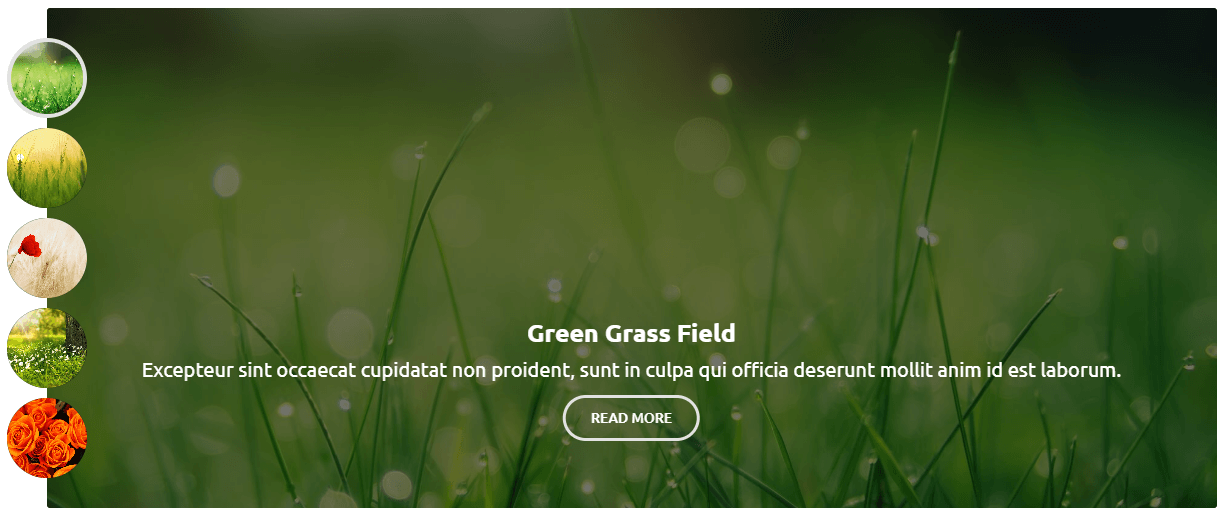 Green Grass Field
Excepteur sint occaecat cupidatat non proident, sunt in culpa qui officia deserunt mollit anim id est laborum.
READ MORE